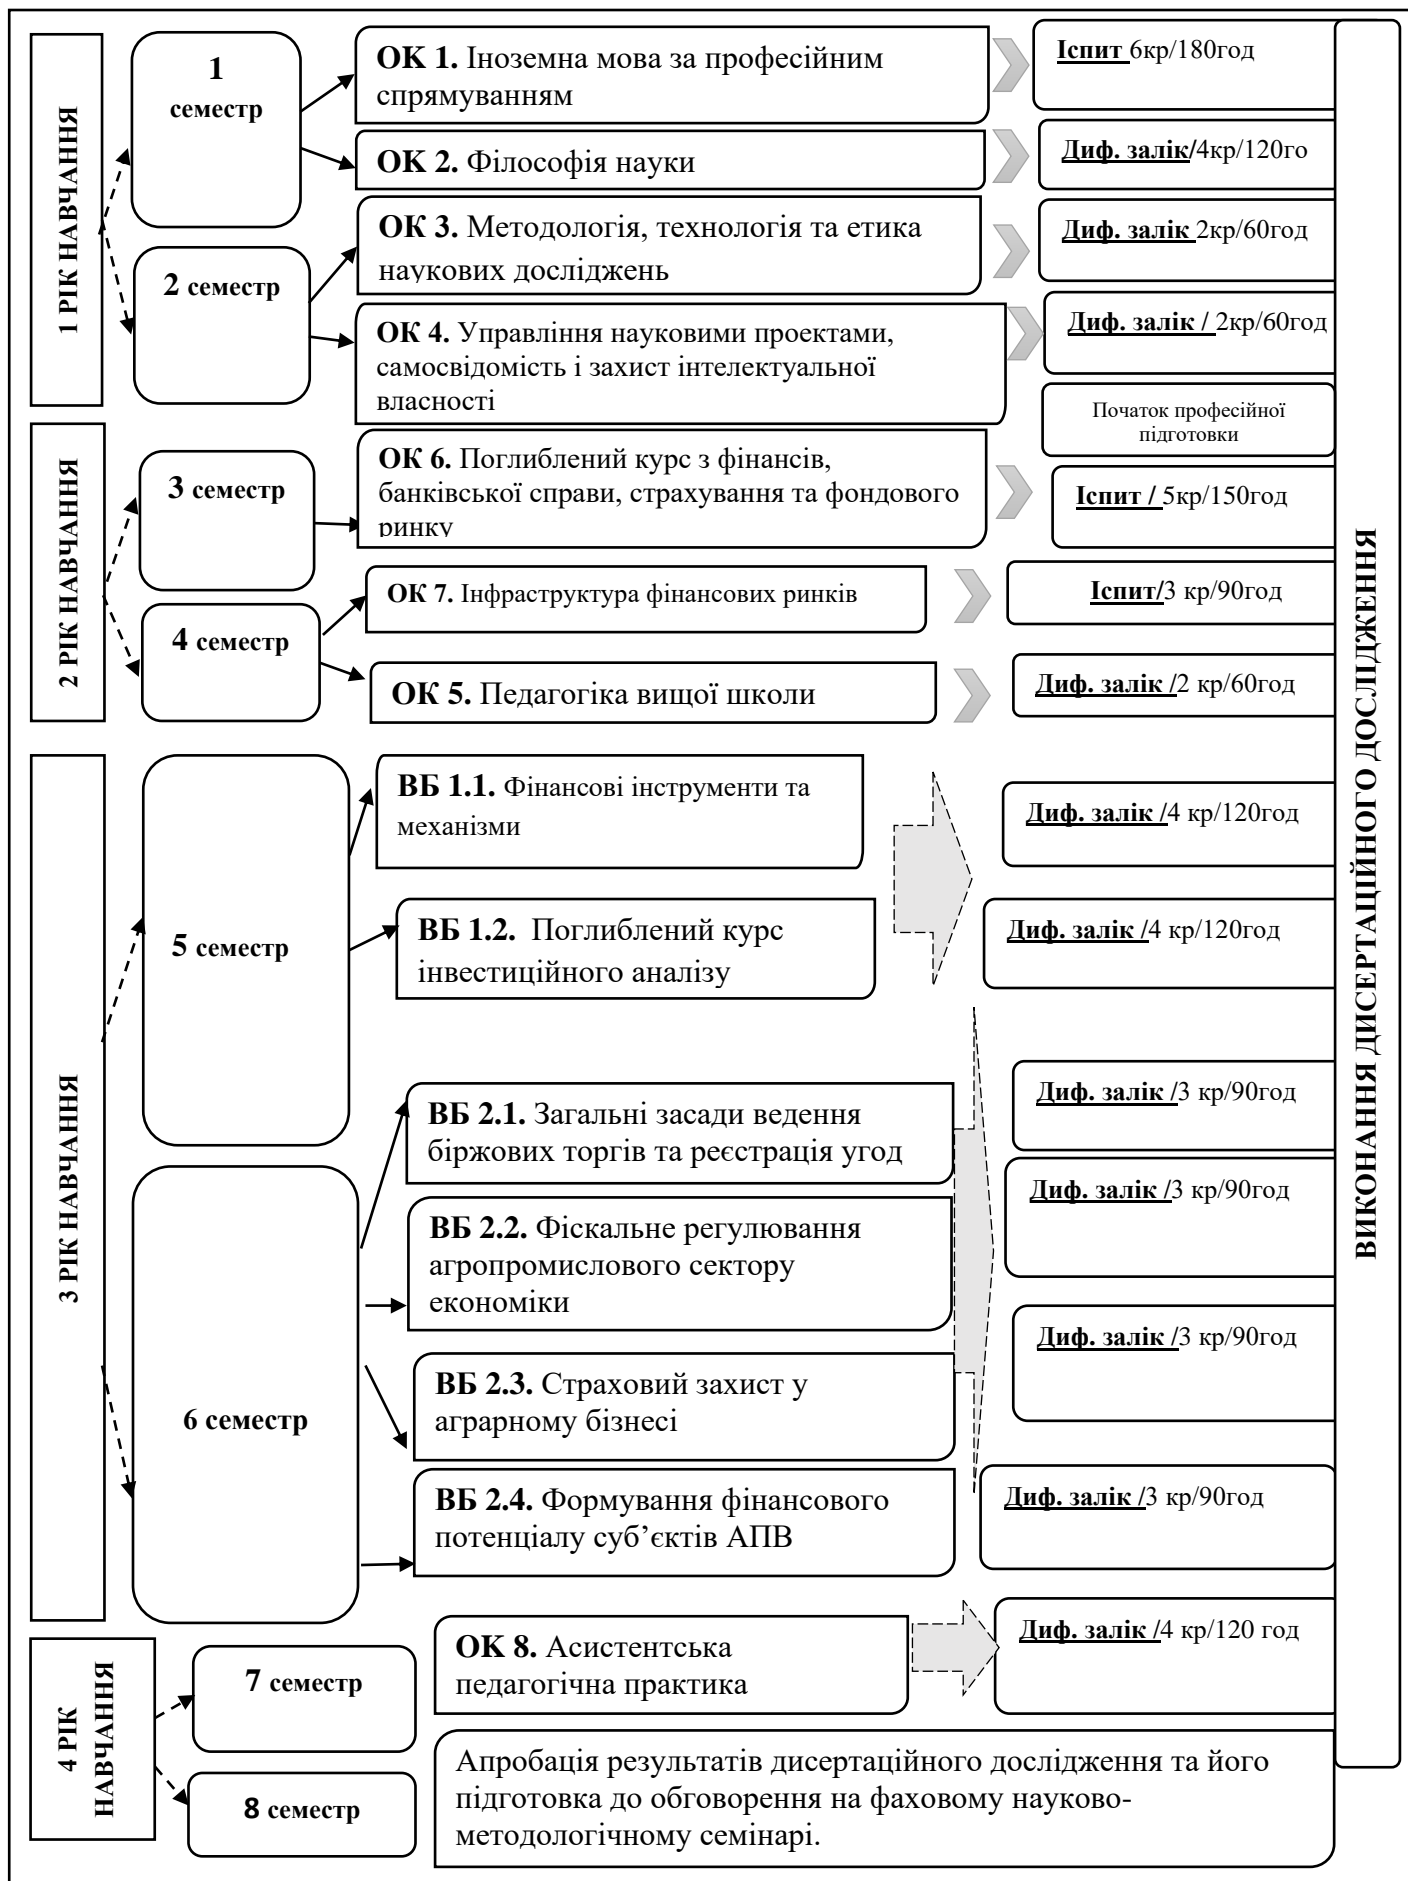 1 РІК НАВЧАННЯ
1
семестр
ОК 1. Іноземна мова за професійним
спрямуванням
Іспит 6кр/180год
ОК 2. Філософія науки
Диф. залік/4кр/120го
2 семестр
ОК 3. Методологія, технологія та етика
наукових досліджень
Диф. залік 2кр/60год
ОК 4. Управління науковими проектами,
самосвідомість і захист інтелектуальної
власності
Диф. залік / 2кр/60год
Початок професійної
підготовки
2 РІК НАВЧАННЯ
3 семестр
ОК 6. Поглиблений курс з фінансів,
банківської справи, страхування та фондового
ринку
Іспит / 5кр/150год
4 семестр
ОК 7. Інфраструктура фінансових ринків
Іспит/3 кр/90год
ОК 5. Педагогіка вищої школи
Диф. залік /2 кр/60год
3 РІК НАВЧАННЯ
5 семестр
ВБ 1.1. Фінансові інструменти та
механізми
Диф. залік /4 кр/120год
ВБ 1.2. Поглиблений курс
інвестиційного аналізу
Диф. залік /4 кр/120год
6 семестр
ВБ 2.1. Загальні засади ведення
біржових торгів та реєстрація угод
Диф. залік /3 кр/90год
ВБ 2.2. Фіскальне регулювання
агропромислового сектору
економіки
Диф. залік /3 кр/90год
ВБ 2.3. Страховий захист у
аграрному бізнесі
Диф. залік /3 кр/90год
ВБ 2.4. Формування фінансового
потенціалу суб’єктів АПВ
Диф. залік /3 кр/90год
4 РІК
НАВЧАННЯ
7 семестр
ОК 8. Асистентська
педагогічна практика
Диф. залік /4 кр/120 год
8 семестр
Апробація результатів дисертаційного дослідження та його
підготовка до обговорення на фаховому науково-
методологічному семінарі.
ВИКОНАННЯ ДИСЕРТАЦІЙНОГО ДОСЛІДЖЕННЯ